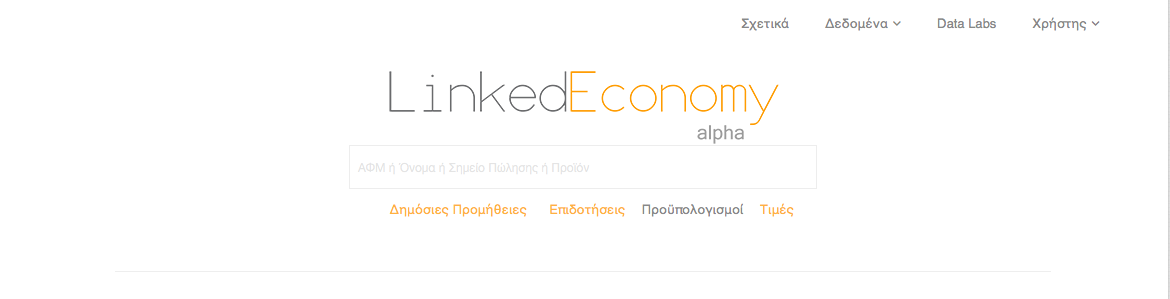 Σχετικά Δεδομένα Data Labs Χρήστης
LinkedEconomy
alpha
ΑΦΜ ή Όνομα ή Σημείο Πώλησης ή Προϊόν
Δημόσιες Προμήθειες Επιδοτήσεις Προϋπολογισμοί Τιμές